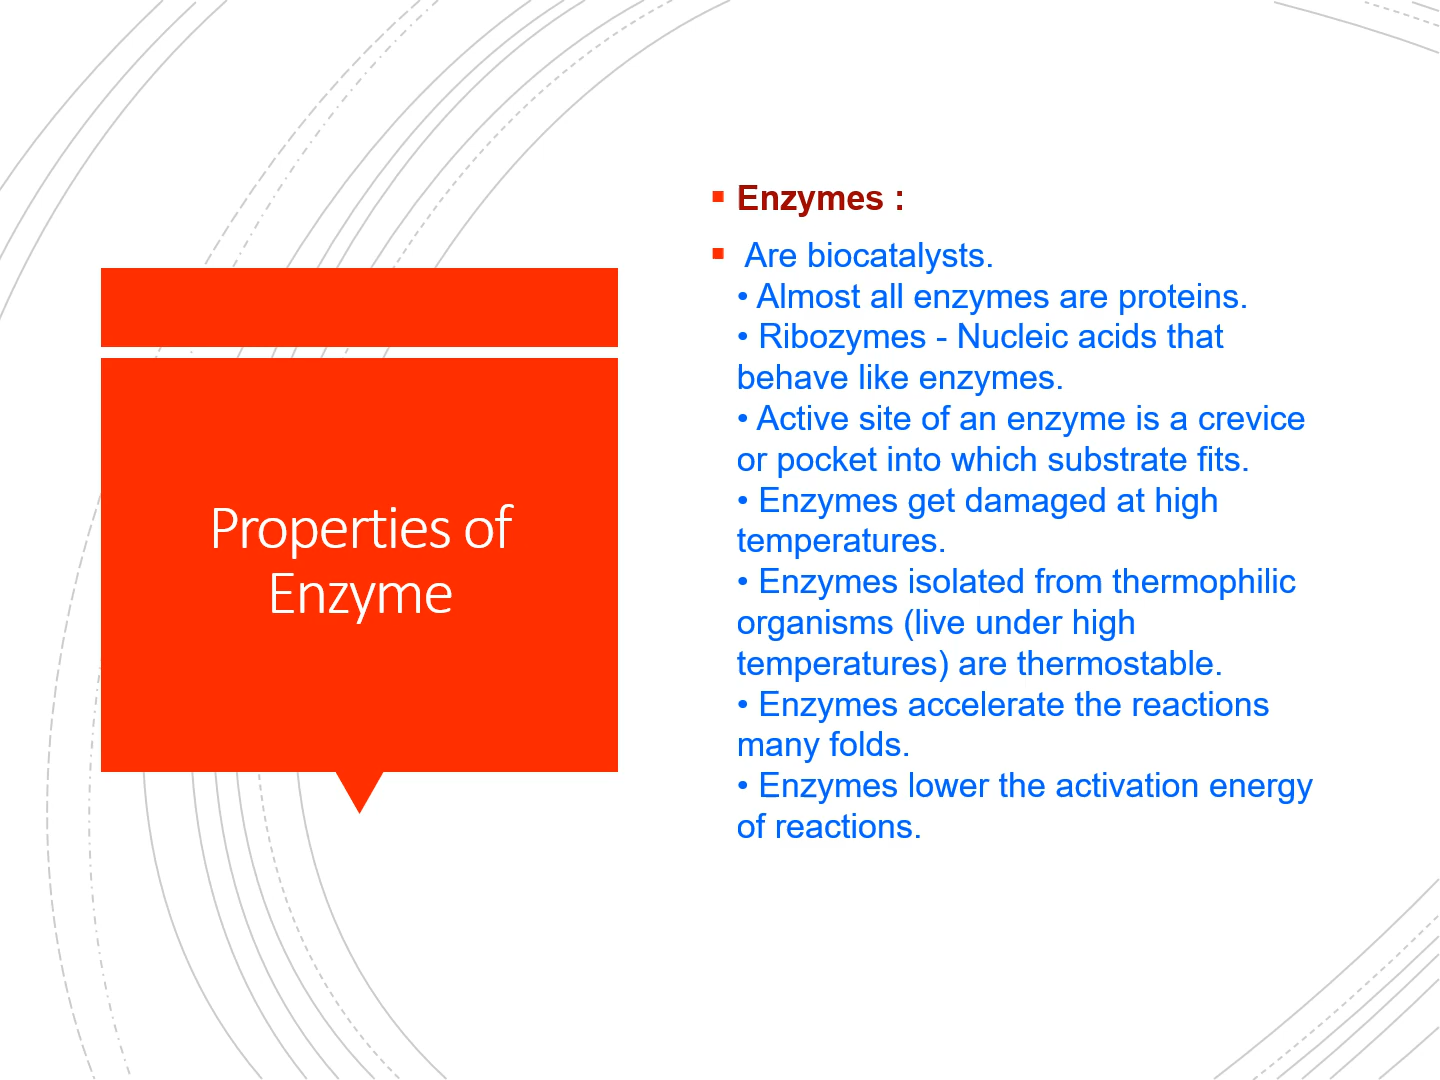 Properties of
Enzyme
▪ Enzymes :
▪ Are biocatalysts.
• Almost all enzymes are proteins.
• Ribozymes - Nucleic acids that
behave like enzymes.
• Active site of an enzyme is a crevice
or pocket into which substrate fits.
• Enzymes get damaged at high
temperatures.
• Enzymes isolated from thermophilic
organisms (live under high
temperatures) are thermostable.
• Enzymes accelerate the reactions
many folds.
• Enzymes lower the activation energy
of reactions.